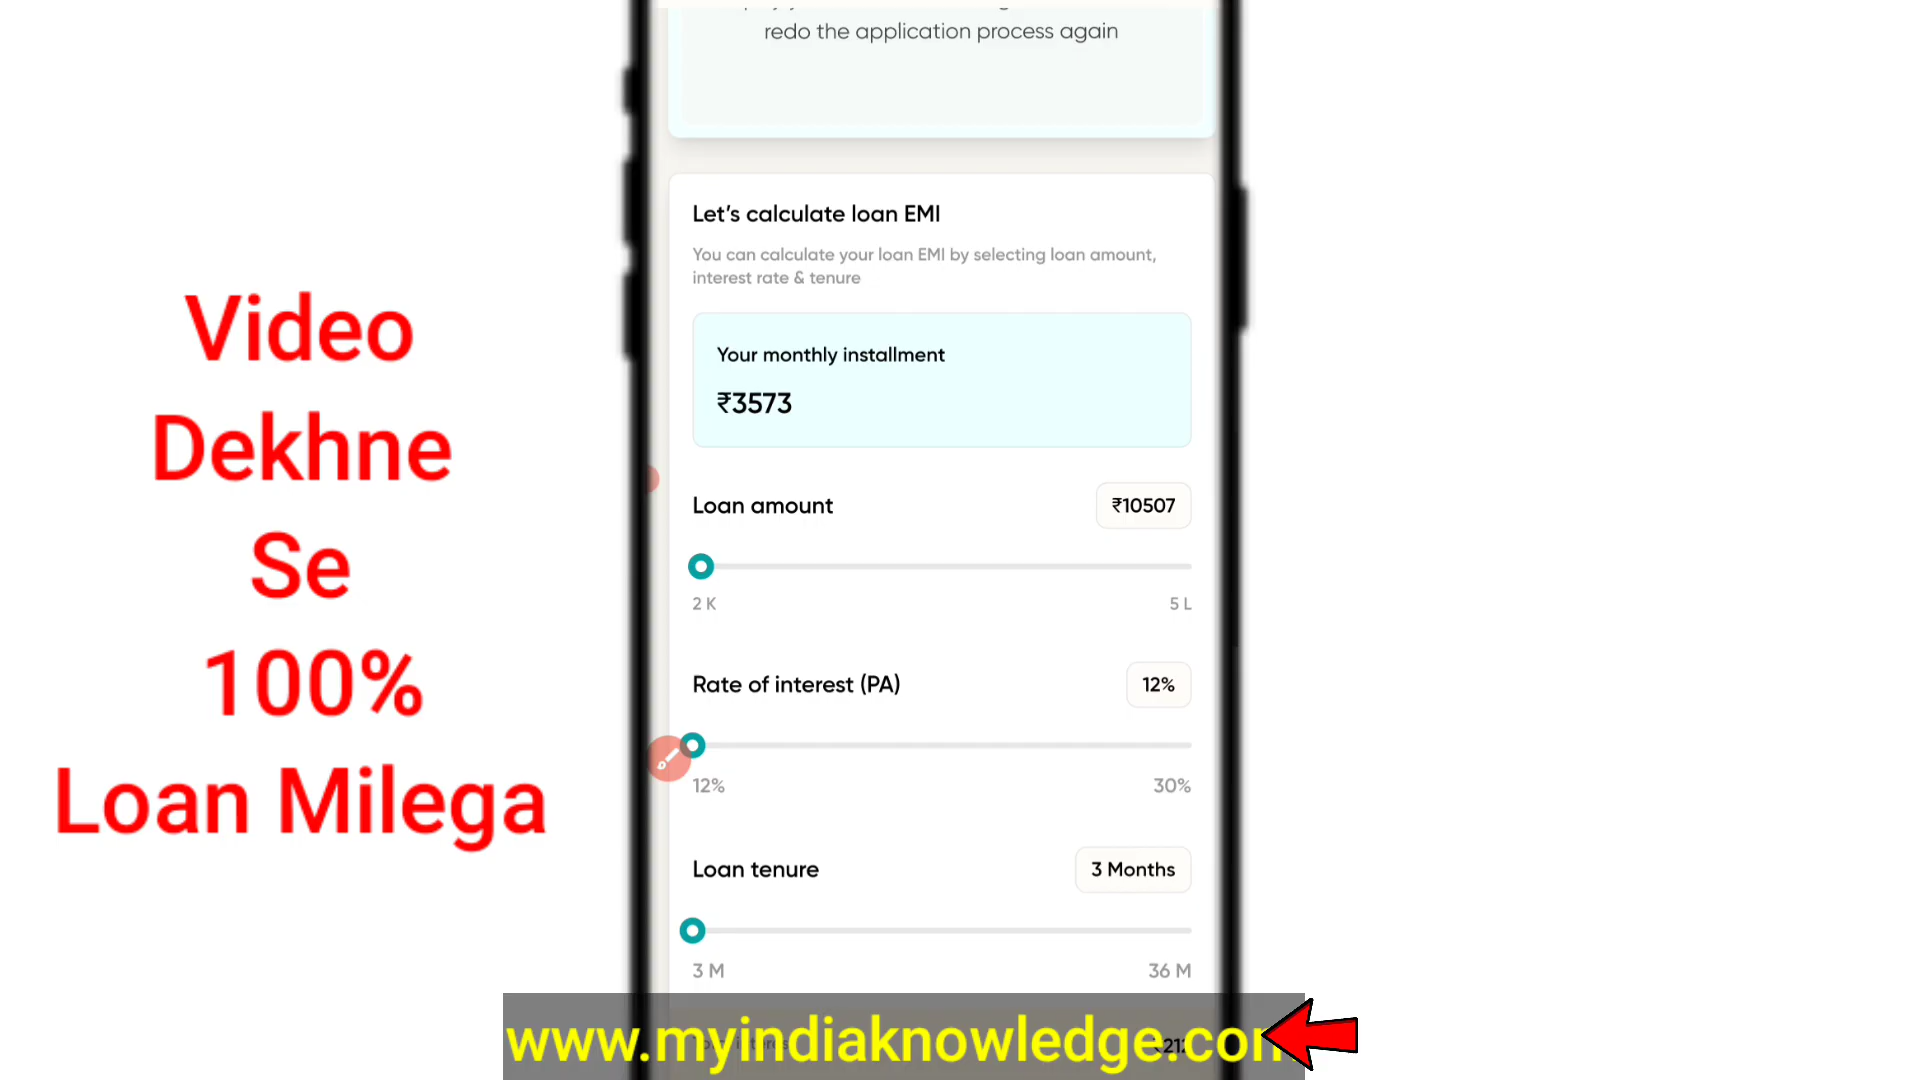 redo the application process again
Let's calculate loan EMI
You can calculate your loan EMI by selecting loan amount,
interest rate & tenure
Your monthly installment
₹3573
Loan amount
₹10507
2 K
5 L
Rate of interest (PA)
12%
12%
30%
Loan tenure
3 Months
3 M
36 M
Video
Dekhne
Se
100%
Loan Milega
www.myindiaknowledge.com